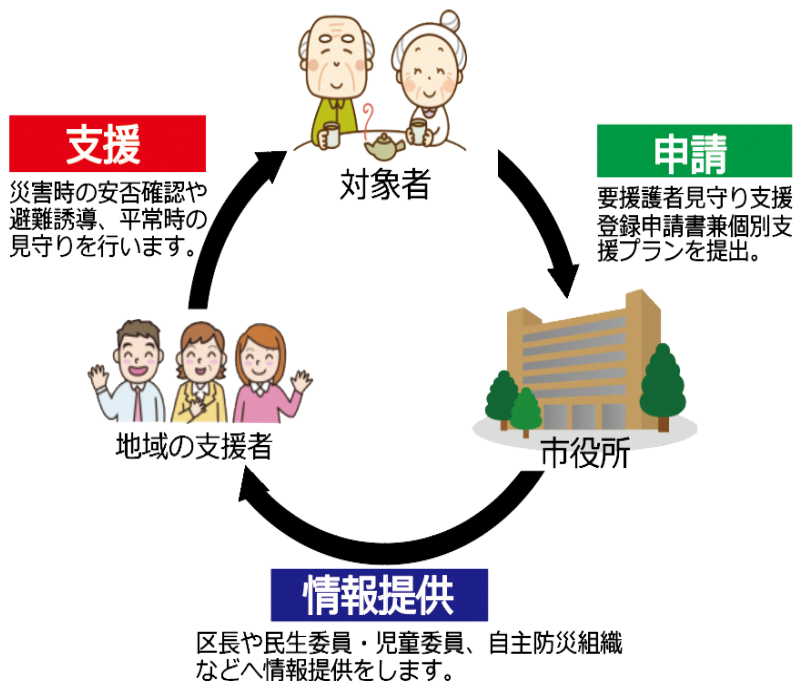 対象者
申請
要援護者見守り支援
登録申請書兼個別支
援プランを提出。
市役所
情報提供
区長や民生委員・児童委員、自主防災組織
などへ情報提供をします。
地域の支援者
支援
災害時の安否確認や
避難誘導、平常時の
見守りを行います。